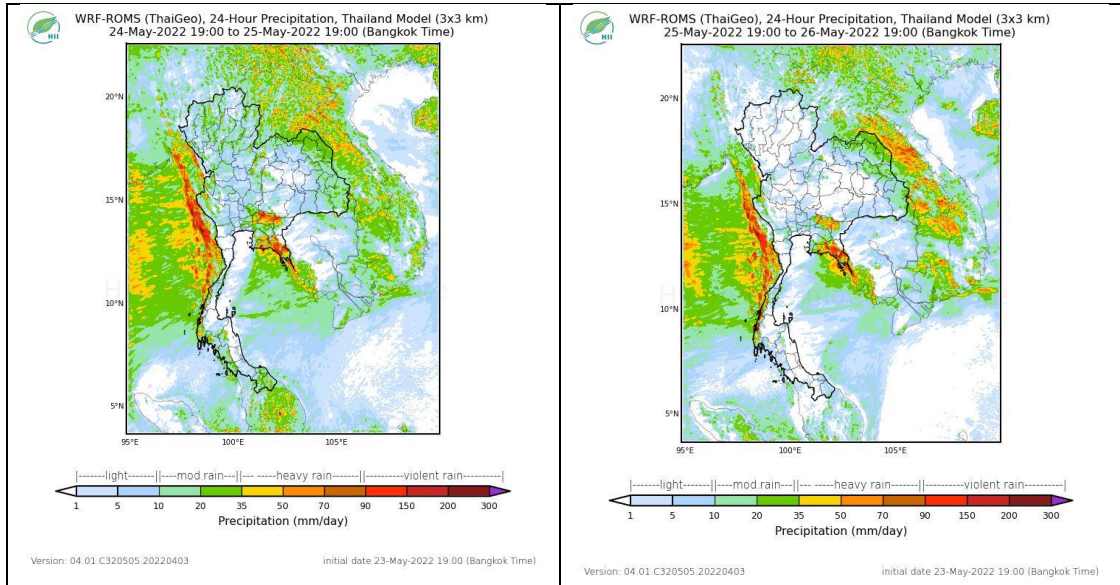 HII
WRF-ROMS (ThaiGeo), 24-Hour Precipitation, Thailand Model (3x3 km)
24-May-2022 19:00 to 25-May-2022 19:00 (Bangkok Time)
20°N
15°N
10°N
5°N
95°E 100°E 105°E
|-------light-------||----mod.rain---||--- -----heavy rain-------||----------violent rain-----------|
1 5 10 20 35 50 70 90 150 200 300
Precipitation (mm/day)
Version: 04.01.C320505.20220403 initial date 23-May-2022 19:00 (Bangkok Time)
HII
WRF-ROMS (ThaiGeo), 24-Hour Precipitation, Thailand Model (3x3 km)
25-May-2022 19:00 to 26-May-2022 19:00 (Bangkok Time)
20°N
15°N
10°N
5°N
95°E 100°E 105°E
|-------light-------||----mod.rain---||--- -----heavy rain-------||----------violent rain-----------|
1 5 10 20 35 50 70 90 150 200 300
Precipitation (mm/day)
Version: 04.01.C320505.20220403 initial date 23-May-2022 19:00 (Bangkok Time)